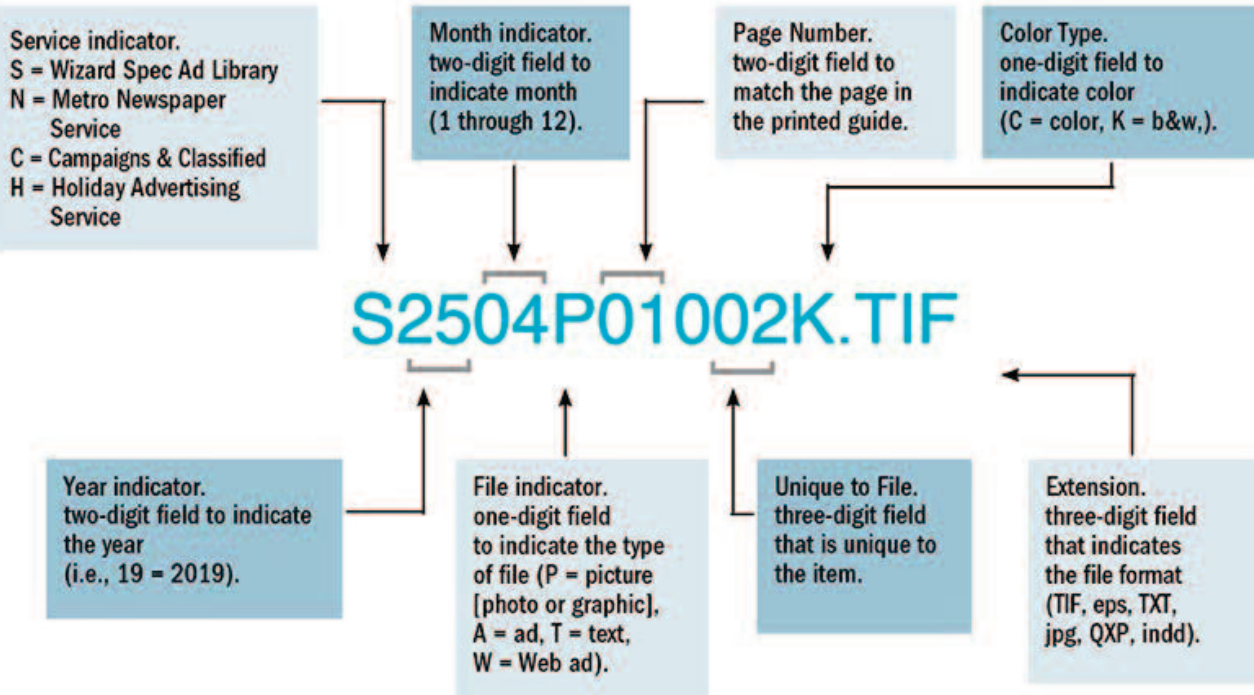 Service indicator.
S = Wizard Spec Ad Library
N = Metro Newspaper
Service
C = Campaigns & Classified
H = Holiday Advertising
Service
Month indicator.
two-digit field to
indicate month
(1 through 12).
Page Number.
two-digit field to
match the page in
the printed guide.
Color Type.
one-digit field to
indicate color
(C = color, K = b&w,).
S2504P01002K.TIF
Year indicator.
two-digit field to indicate
the year
(i.e., 19 = 2019).
File indicator.
one-digit field
to indicate the type
of file (P = picture
[photo or graphic],
A = ad, T = text,
W = Web ad).
Unique to File.
three-digit field
that is unique to
the item.
Extension.
three-digit field
that indicates
the file format
(TIF, eps, TXT,
jpg, QXP, indd).